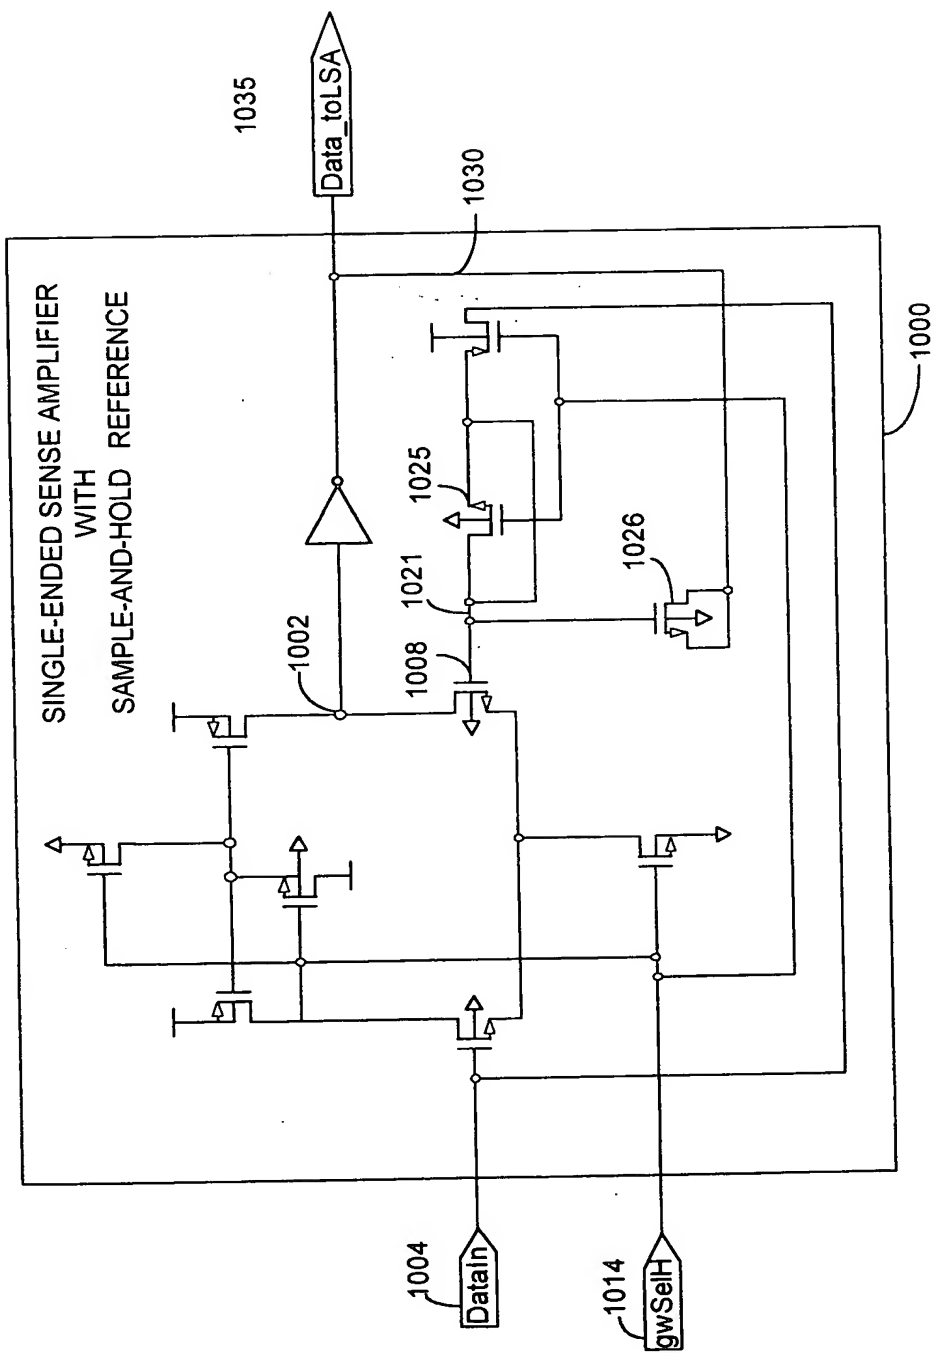 SINGLE-ENDED SENSE AMPLIFIER
WITH
SAMPLE-AND-HOLD REFERENCE
1035
Data_toLSA
1030
1002
1025
1021
1008
1026
1000
1004
DataIn
1014
gwSelH